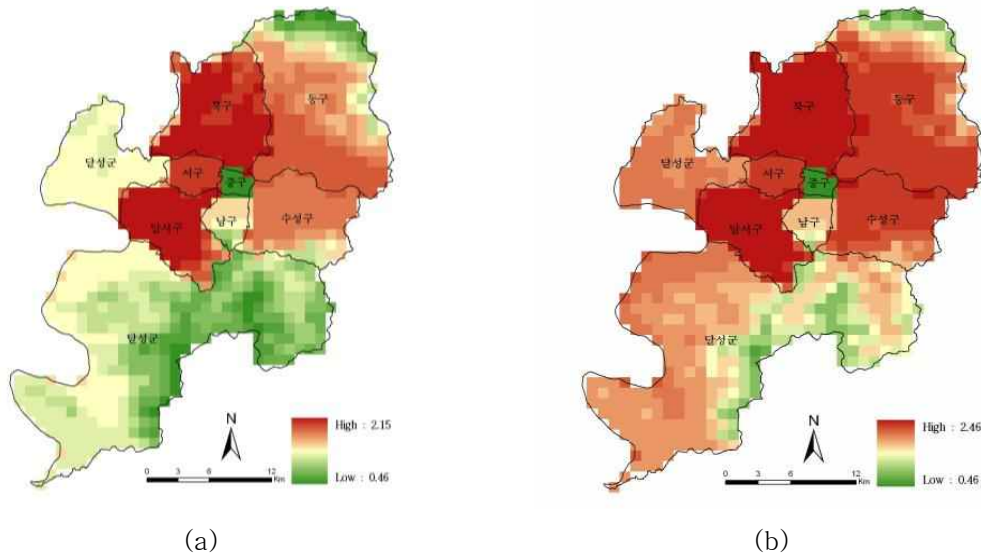 북구
동구
달성군
서구
중구
달서구
남구
수성구
달성군
N
High : 2.15
Low : 0.46
0 3 6 12
Km
(a)
북구
동구
달성군
서구
중구
달서구
남구
수성구
달성군
N
High : 2.46
Low : 0.46
0 3 6 12
Km
(b)